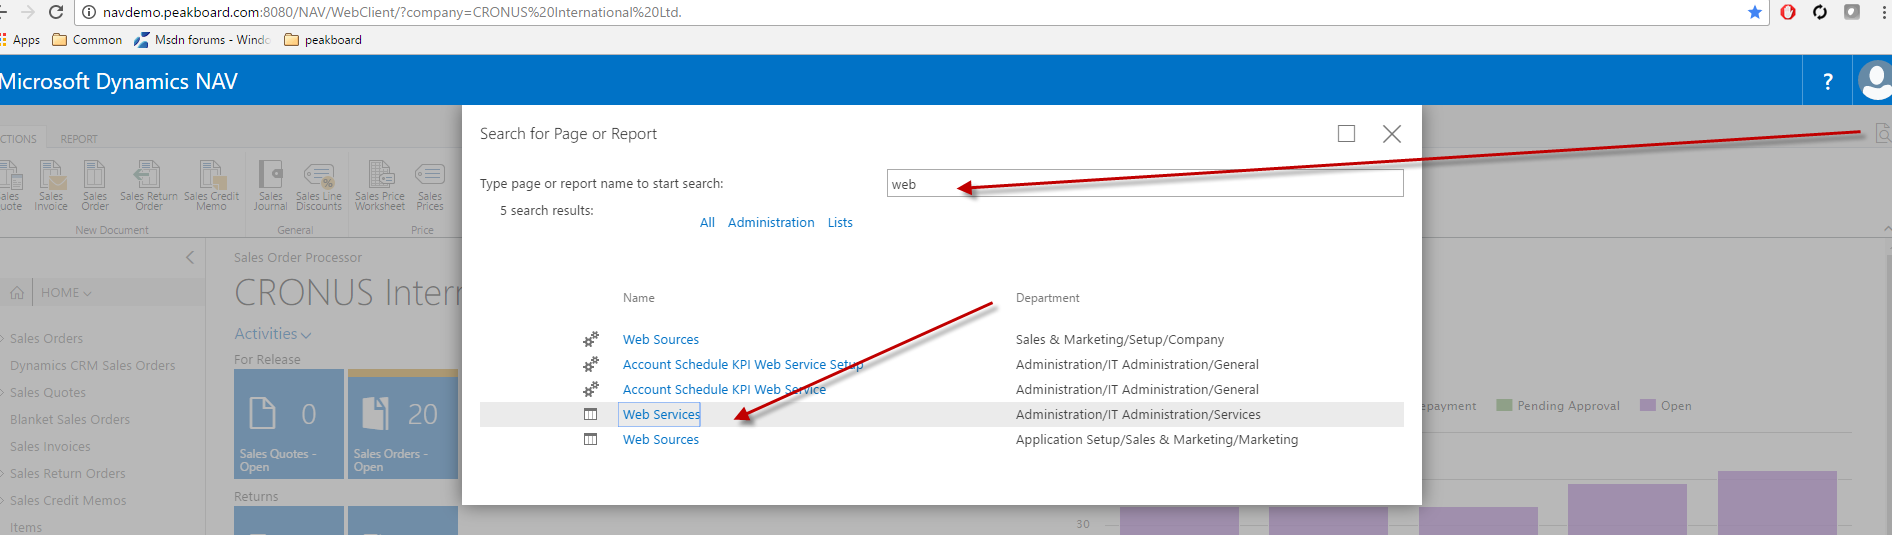 navdemo.peakboard.com:8080/NAV/WebClient/?company=CRONUS%20International%20Ltd.
Apps Common Msdn forums - Windo peakboard
Microsoft Dynamics NAV
?
CTIONS REPORT
Search for Page or Report
Type page or report name to start search:
web
5 search results:
All Administration Lists
Sales
uote
Sales
Invoice
Sales
Order
Sales Return
Order
Sales Credit
Memo
Sales
Journal
Sales Line
Discounts
Sales Price
Worksheet
Sales
Prices
New Document
General
Price
HOME
Sales Orders
Dynamics CRM Sales Orders
Sales Quotes
Blanket Sales Orders
Sales Invoices
Sales Return Orders
Sales Credit Memos
Items
Sales Order Processor
CRONUS Intern
Activities
For Release
0
Sales Quotes -
Open
20
Sales Orders -
Open
Returns
Name Department
Web Sources Sales & Marketing/Setup/Company
Account Schedule KPI Web Service Setup Administration/IT Administration/General
Account Schedule KPI Web Service Administration/IT Administration/General
Web Services Administration/IT Administration/Services
Web Sources Application Setup/Sales & Marketing/Marketing
epayment Pending Approval Open
30